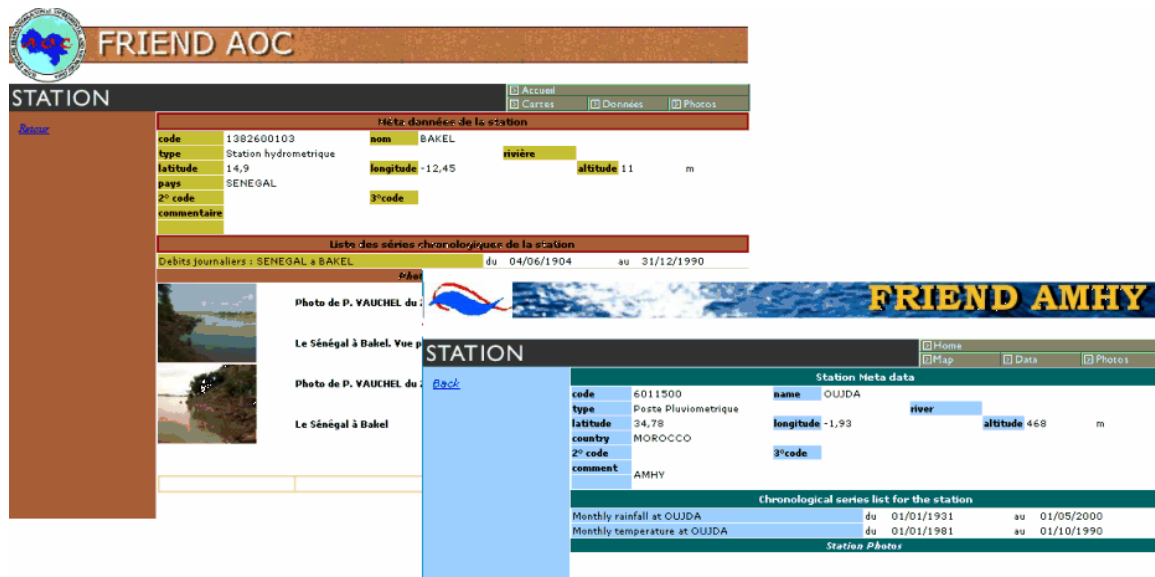 AOC
FRIEND AOC
STATION
Accueil
Cartes Données Photos
Retour
Méta données de la station
code 1382600103 nom BAKEL
type Station hydrometrique rivière
latitude 14,9 longitude -12,45 altitude 11 m
pays SENEGAL
2° code 3°code
commentaire
Liste des séries chronologiques de la station
Debits journaliers : SENEGAL a BAKEL du 04/06/1904 au 31/12/1990
Photo de P. VAUCHEL du
Le Sénégal à Bakel. Vue
Photo de P. VAUCHEL du
Le Sénégal à Bakel
FRIEND AMHY
STATION
Home
Map Data Photos
Back
Station Meta data
code 6011500 name OUJDA
type Poste Pluviometrique river
latitude 34,78 longitude -1,93 altitude 468 m
country MOROCCO
2° code 3°code
comment AMHY
Chronological series list for the station
Monthly rainfall at OUJDA du 01/01/1931 au 01/05/2000
Monthly temperature at OUJDA du 01/01/1981 au 01/10/1990
Station Photos